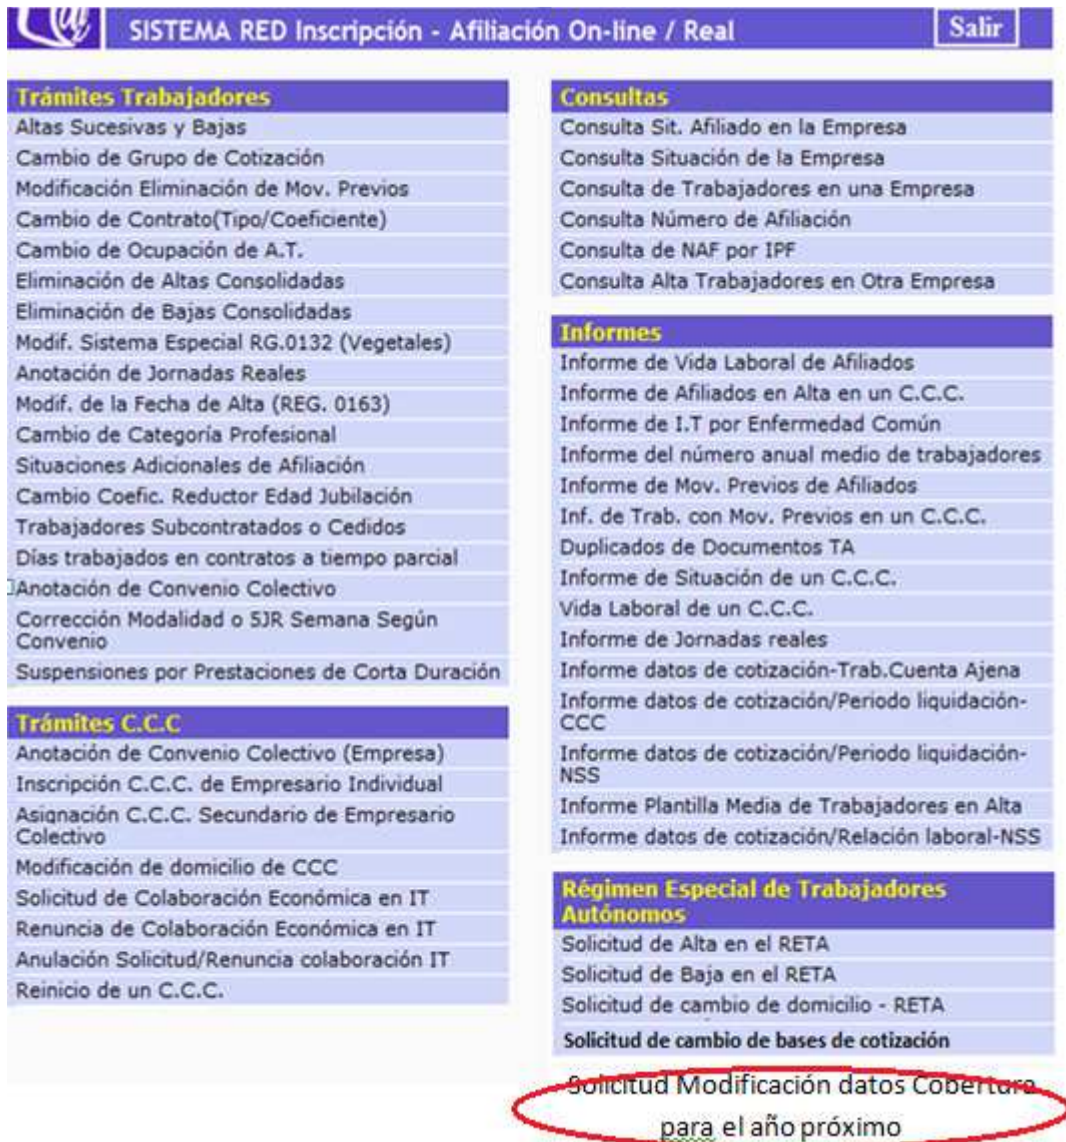 SISTEMA RED Inscripción - Afiliación On-line / Real
Salir
Trámites Trabajadores
Altas Sucesivas y Bajas
Cambio de Grupo de Cotización
Modificación Eliminación de Mov. Previos
Cambio de Contrato(Tipo/Coeficiente)
Cambio de Ocupación de A.T.
Eliminación de Altas Consolidadas
Eliminación de Bajas Consolidadas
Modif. Sistema Especial RG.0132 (Vegetales)
Anotación de Jornadas Reales
Modif. de la Fecha de Alta (REG. 0163)
Cambio de Categoría Profesional
Situaciones Adicionales de Afiliación
Cambio Coefic. Reductor Edad Jubilación
Trabajadores Subcontratados o Cedidos
Días trabajados en contratos a tiempo parcial
Anotación de Convenio Colectivo
Corrección Modalidad o 5JR Semana Según
Convenio
Suspensiones por Prestaciones de Corta Duración
Trámites C.C.C
Anotación de Convenio Colectivo (Empresa)
Inscripción C.C.C. de Empresario Individual
Asignación C.C.C. Secundario de Empresario
Colectivo
Modificación de domicilio de CCC
Solicitud de Colaboración Económica en IT
Renuncia de Colaboración Económica en IT
Anulación Solicitud/Renuncia colaboración IT
Reinicio de un C.C.C.
Consultas
Consulta Sit. Afiliado en la Empresa
Consulta Situación de la Empresa
Consulta de Trabajadores en una Empresa
Consulta Número de Afiliación
Consulta de NAF por IPF
Consulta Alta Trabajadores en Otra Empresa
Informes
Informe de Vida Laboral de Afiliados
Informe de Afiliados en Alta en un C.C.C.
Informe de I.T por Enfermedad Común
Informe del número anual medio de trabajadores
Informe de Mov. Previos de Afiliados
Inf. de Trab. con Mov. Previos en un C.C.C.
Duplicados de Documentos TA
Informe de Situación de un C.C.C.
Vida Laboral de un C.C.C.
Informe de Jornadas reales
Informe datos de cotización-Trab.Cuenta Ajena
Informe datos de cotización/Periodo liquidación-
CCC
Informe datos de cotización/Periodo liquidación-
NSS
Informe Plantilla Media de Trabajadores en Alta
Informe datos de cotización/Relación laboral-NSS
Régimen Especial de Trabajadores
Autónomos
Solicitud de Alta en el RETA
Solicitud de Baja en el RETA
Solicitud de cambio de domicilio - RETA
Solicitud de cambio de bases de cotización
Solicitud Modificación datos Cobertura
para el año próximo